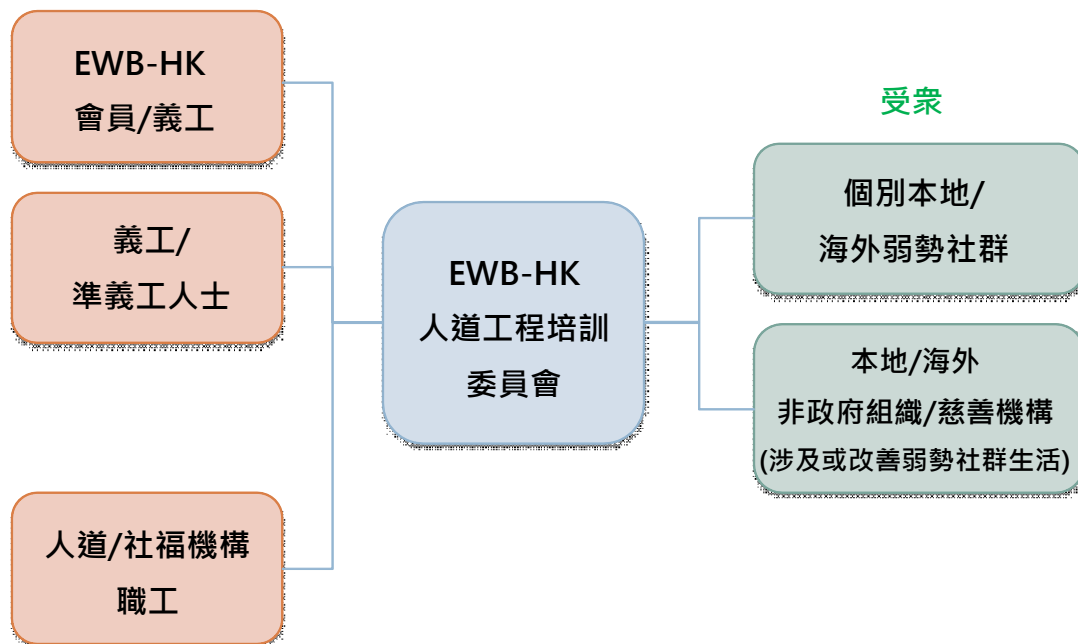 EWB-HK
會員/義工
義工/
準義工人士
人道/社福機構
職工
EWB-HK
人道工程培訓
委員會
受眾
個別本地/
海外弱勢社群
本地/海外
非政府組織/慈善機構
(涉及或改善弱勢社群生活)